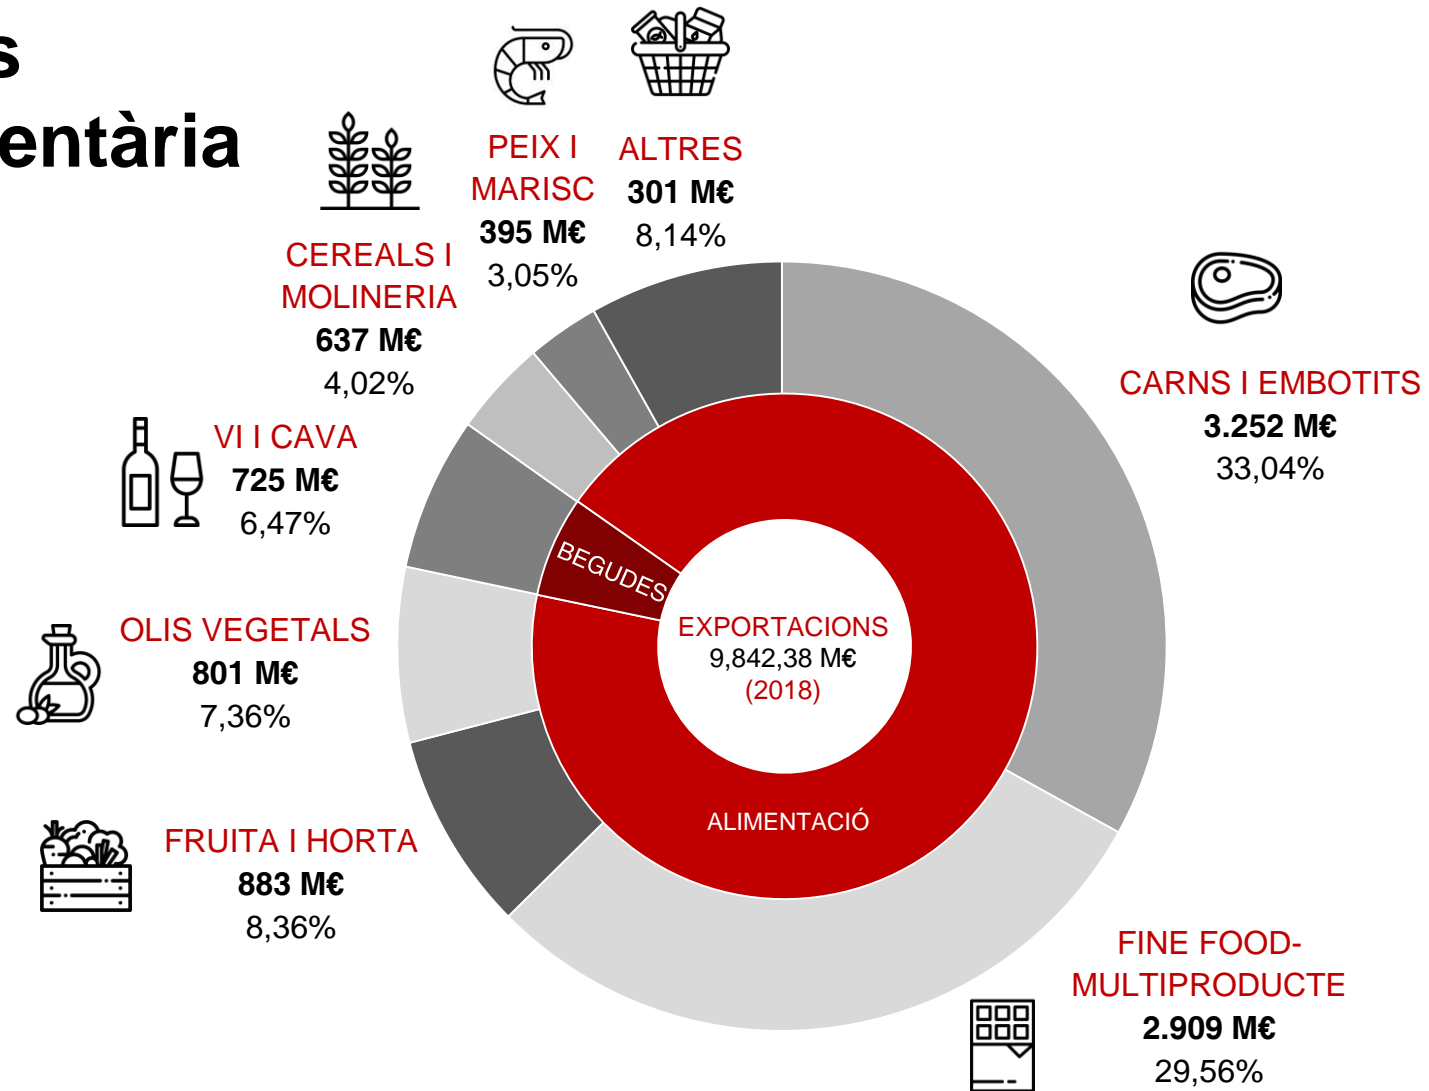 s
entària
PEIX I
MARISC
395 M€
3,05%
ALTRES
301 M€
8,14%
CEREALS I
MOLINERIA
637 M€
4,02%
CARNS I EMBOTITS
3.252 M€
33,04%
VI I CAVA
725 M€
6,47%
BEGUDES
OLIS VEGETALS
801 M€
7,36%
EXPORTACIONS
9,842,38 M€
(2018)
ALIMENTACIÓ
FRUITA I HORTA
883 M€
8,36%
FINE FOOD-
MULTIPRODUCTE
2.909 M€
29,56%